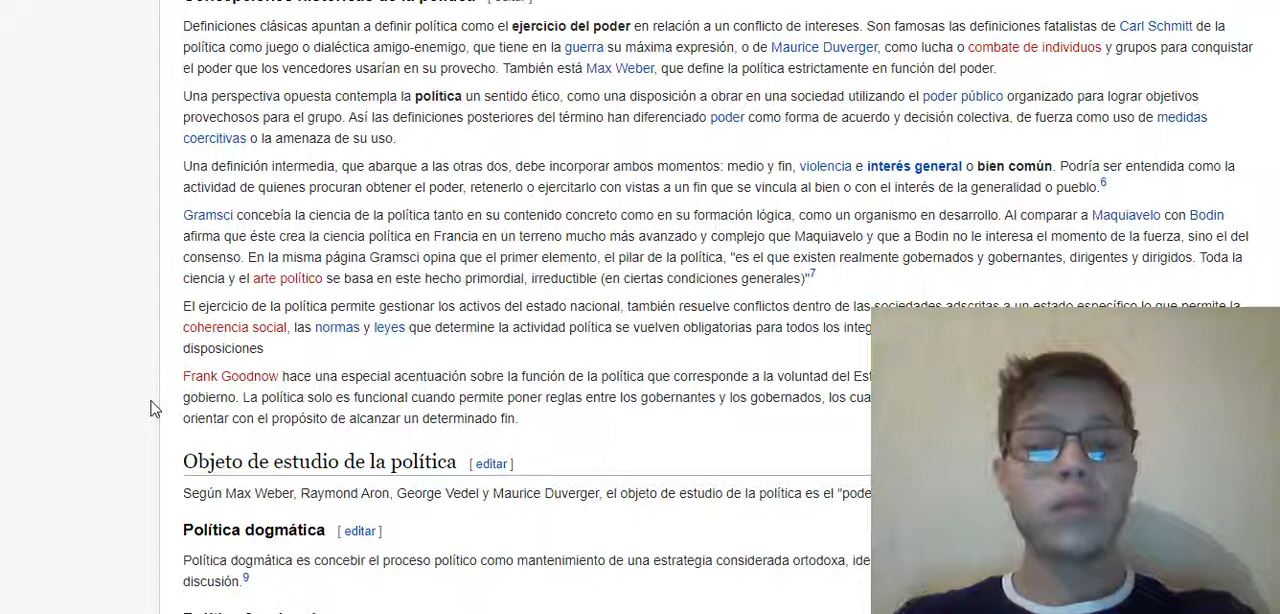 Concepciones históricas de la política [ editar ]
Definiciones clásicas apuntan a definir política como el ejercicio del poder en relación a un conflicto de intereses. Son famosas las definiciones fatalistas de Carl Schmitt de la
política como juego o dialéctica amigo-enemigo, que tiene en la guerra su máxima expresión, o de Maurice Duverger, como lucha o combate de individuos y grupos para conquistar
el poder que los vencedores usarían en su provecho. También está Max Weber, que define la política estrictamente en función del poder.
Una perspectiva opuesta contempla la política un sentido ético, como una disposición a obrar en una sociedad utilizando el poder público organizado para lograr objetivos
provechosos para el grupo. Así las definiciones posteriores del término han diferenciado poder como forma de acuerdo y decisión colectiva, de fuerza como uso de medidas
coercitivas o la amenaza de su uso.
Una definición intermedia, que abarque a las otras dos, debe incorporar ambos momentos: medio y fin, violencia e interés general o bien común. Podría ser entendida como la
actividad de quienes procuran obtener el poder, retenerlo o ejercitarlo con vistas a un fin que se vincula al bien o con el interés de la generalidad o pueblo.6
Gramsci concebía la ciencia de la política tanto en su contenido concreto como en su formación lógica, como un organismo en desarrollo. Al comparar a Maquiavelo con Bodin
afirma que éste crea la ciencia política en Francia en un terreno mucho más avanzado y complejo que Maquiavelo y que a Bodin no le interesa el momento de la fuerza, sino el del
consenso. En la misma página Gramsci opina que el primer elemento, el pilar de la política, "es el que existen realmente gobernados y gobernantes, dirigentes y dirigidos. Toda la
ciencia y el arte político se basa en este hecho primordial, irreductible (en ciertas condiciones generales)"7
El ejercicio de la política permite gestionar los activos del estado nacional, también resuelve conflictos dentro de las sociedades adscritas a un estado específico lo que permite la
coherencia social, las normas y leyes que determine la actividad política se vuelven obligatorias para todos los integ
disposiciones
Frank Goodnow hace una especial acentuación sobre la función de la política que corresponde a la voluntad del Es
gobierno. La política solo es funcional cuando permite poner reglas entre los gobernantes y los gobernados, los cua
orientar con el propósito de alcanzar un determinado fin.
Objeto de estudio de la política [ editar ]
Según Max Weber, Raymond Aron, George Vedel y Maurice Duverger, el objeto de estudio de la política es el "pode
Política dogmática [ editar ]
Política dogmática es concebir el proceso político como mantenimiento de una estrategia considerada ortodoxa, ide
discusión.9